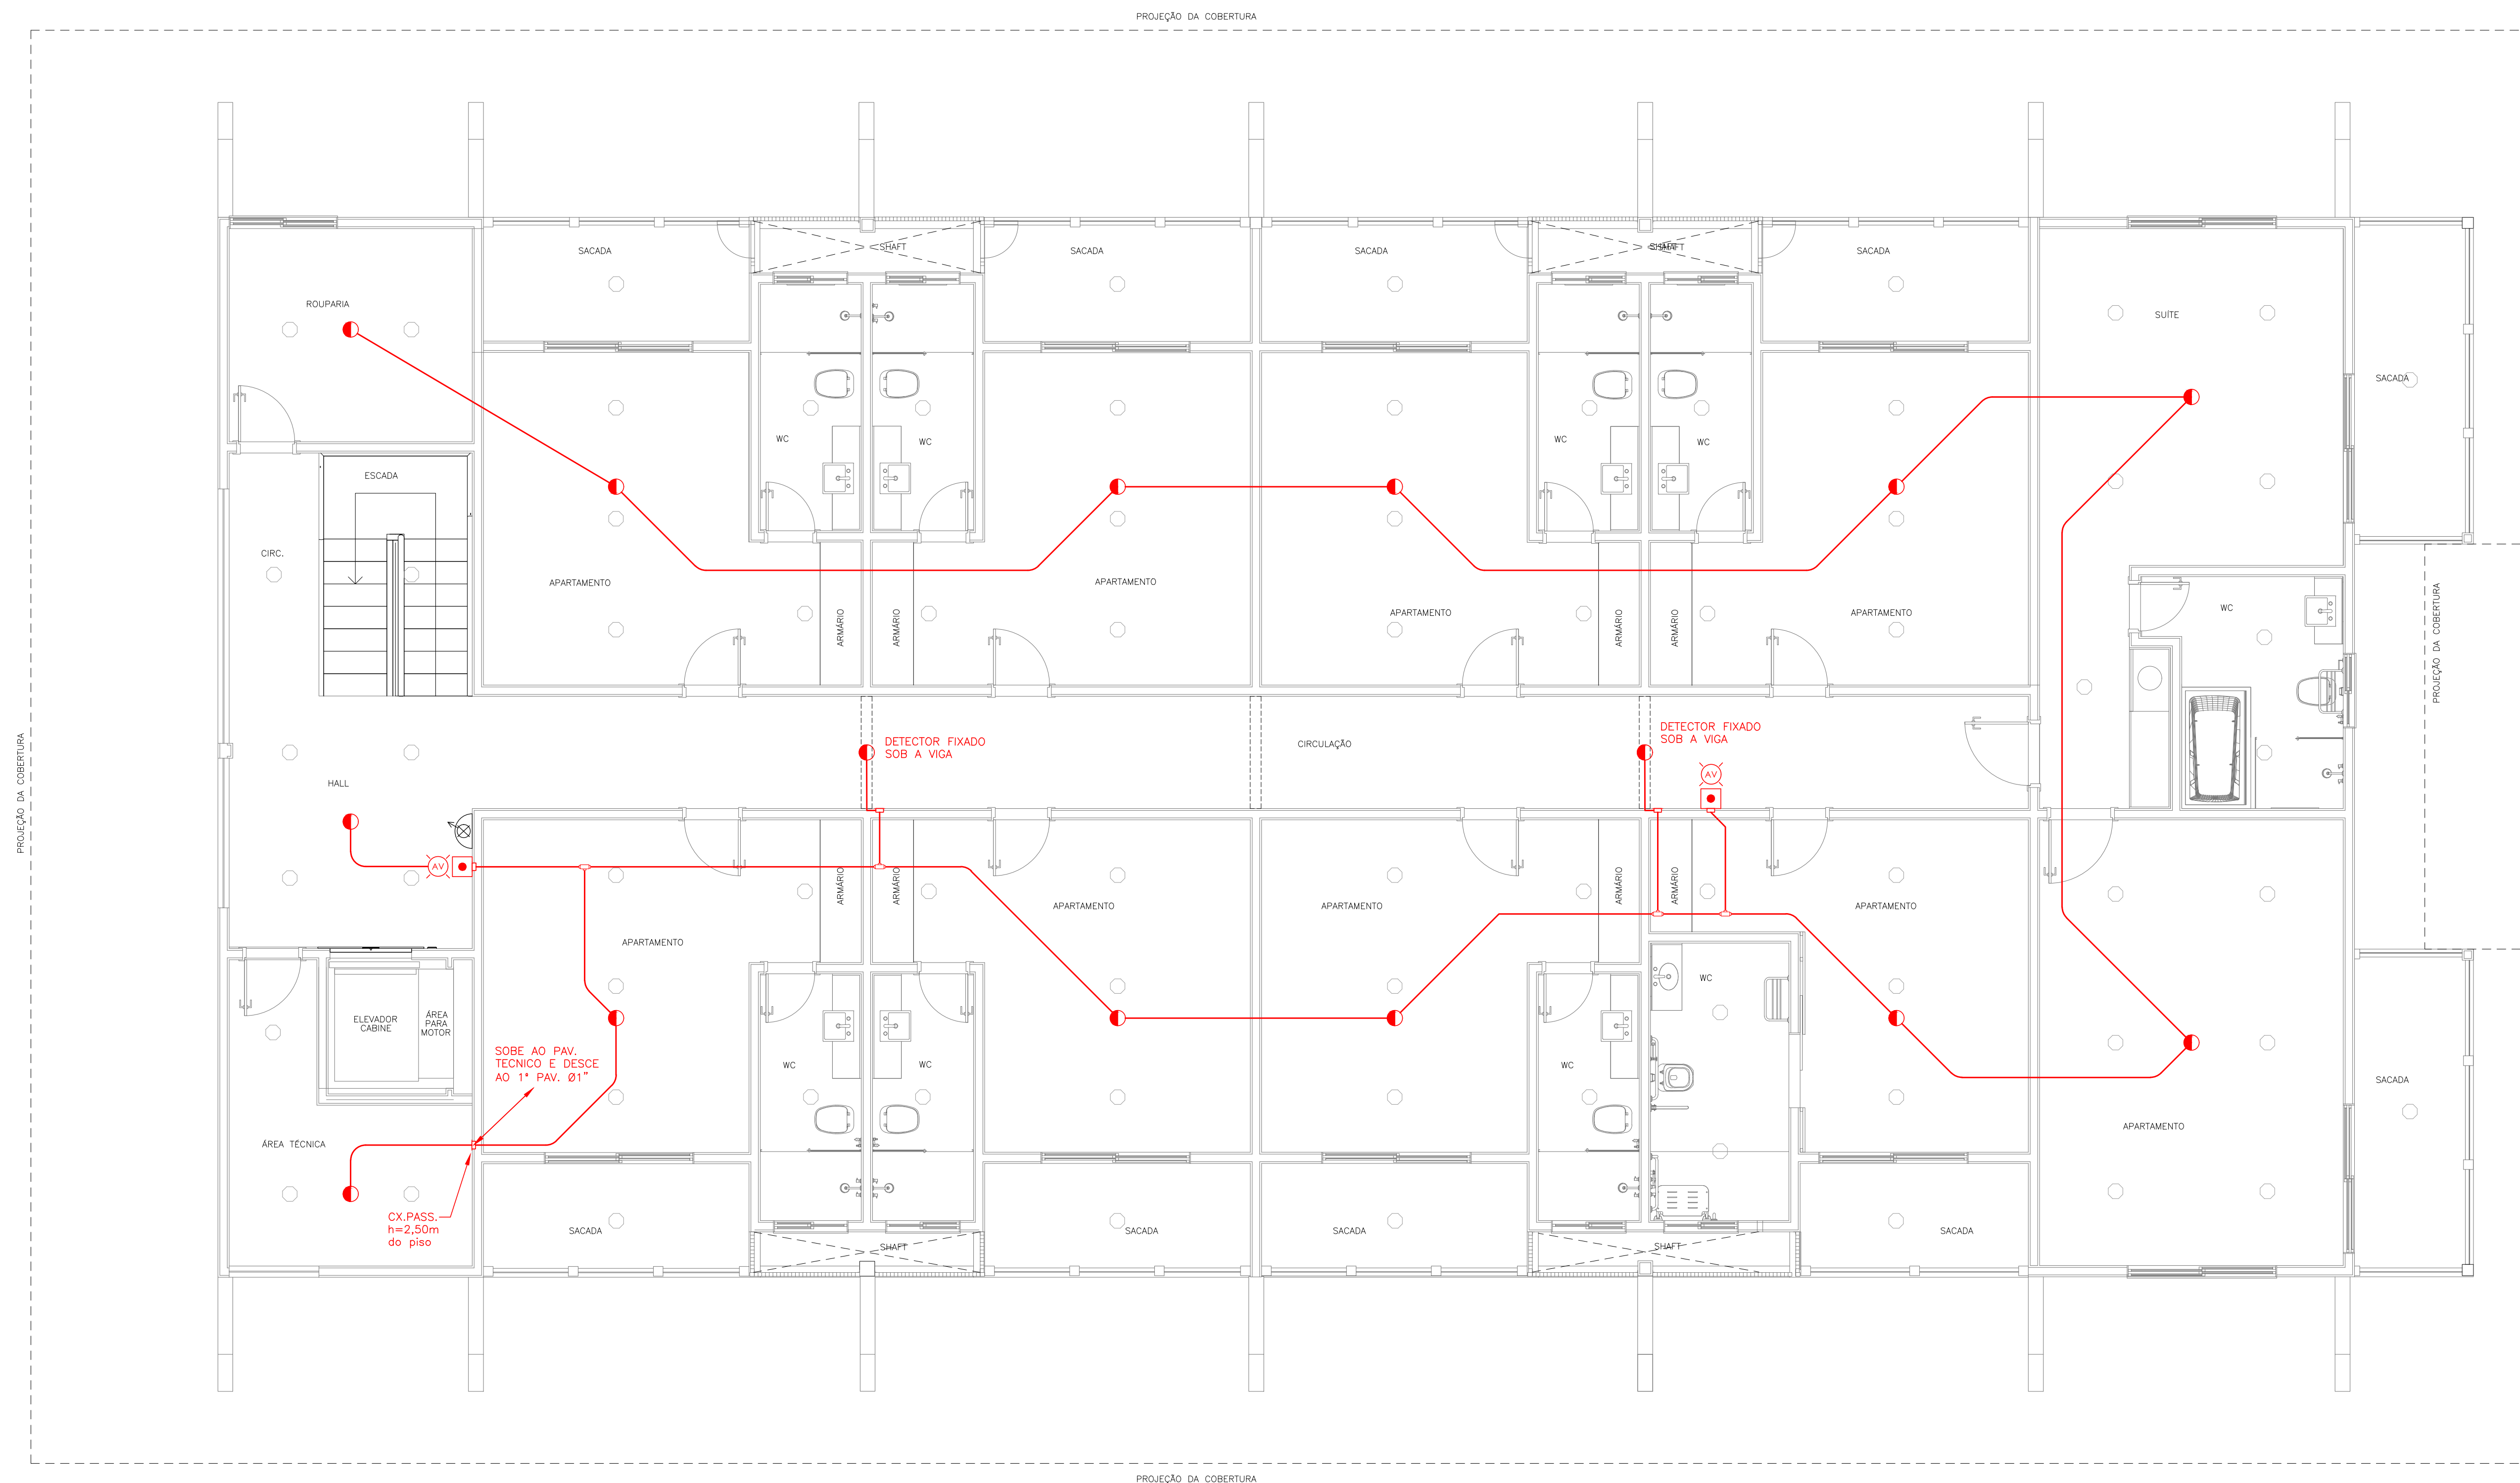 PROJEÇÃO DA COBERTURA
SACADA
SHAFT
SACADA
SACADA
SHAFT
SHAFT
SACADA
ROUPARIA
SUÍTE
SACADA
WC
WC
WC
WC
ESCADA
CIRC.
APARTAMENTO
APARTAMENTO
APARTAMENTO
APARTAMENTO
ARMÁRIO
ARMÁRIO
ARMÁRIO
ARMÁRIO
WC
PROJEÇÃO DA COBERTURA
PROJEÇÃO DA COBERTURA
DETECTOR FIXADO
SOB A VIGA
CIRCULAÇÃO
DETECTOR FIXADO
SOB A VIGA
AV
HALL
AV
ARMÁRIO
ARMÁRIO
ARMÁRIO
ARMÁRIO
APARTAMENTO
APARTAMENTO
APARTAMENTO
APARTAMENTO
WC
ELEVADOR
CABINE
ÁREA
PARA
MOTOR
SOBE AO PAV.
TECNICO E DESCE
AO 1° PAV. Ø1"
WC
WC
WC
SACADA
APARTAMENTO
ÁREA TÉCNICA
CX.PASS.
h=2,50m
do piso
SACADA
SHAFT
SACADA
SACADA
SHAFT
SACADA
PROJEÇÃO DA COBERTURA